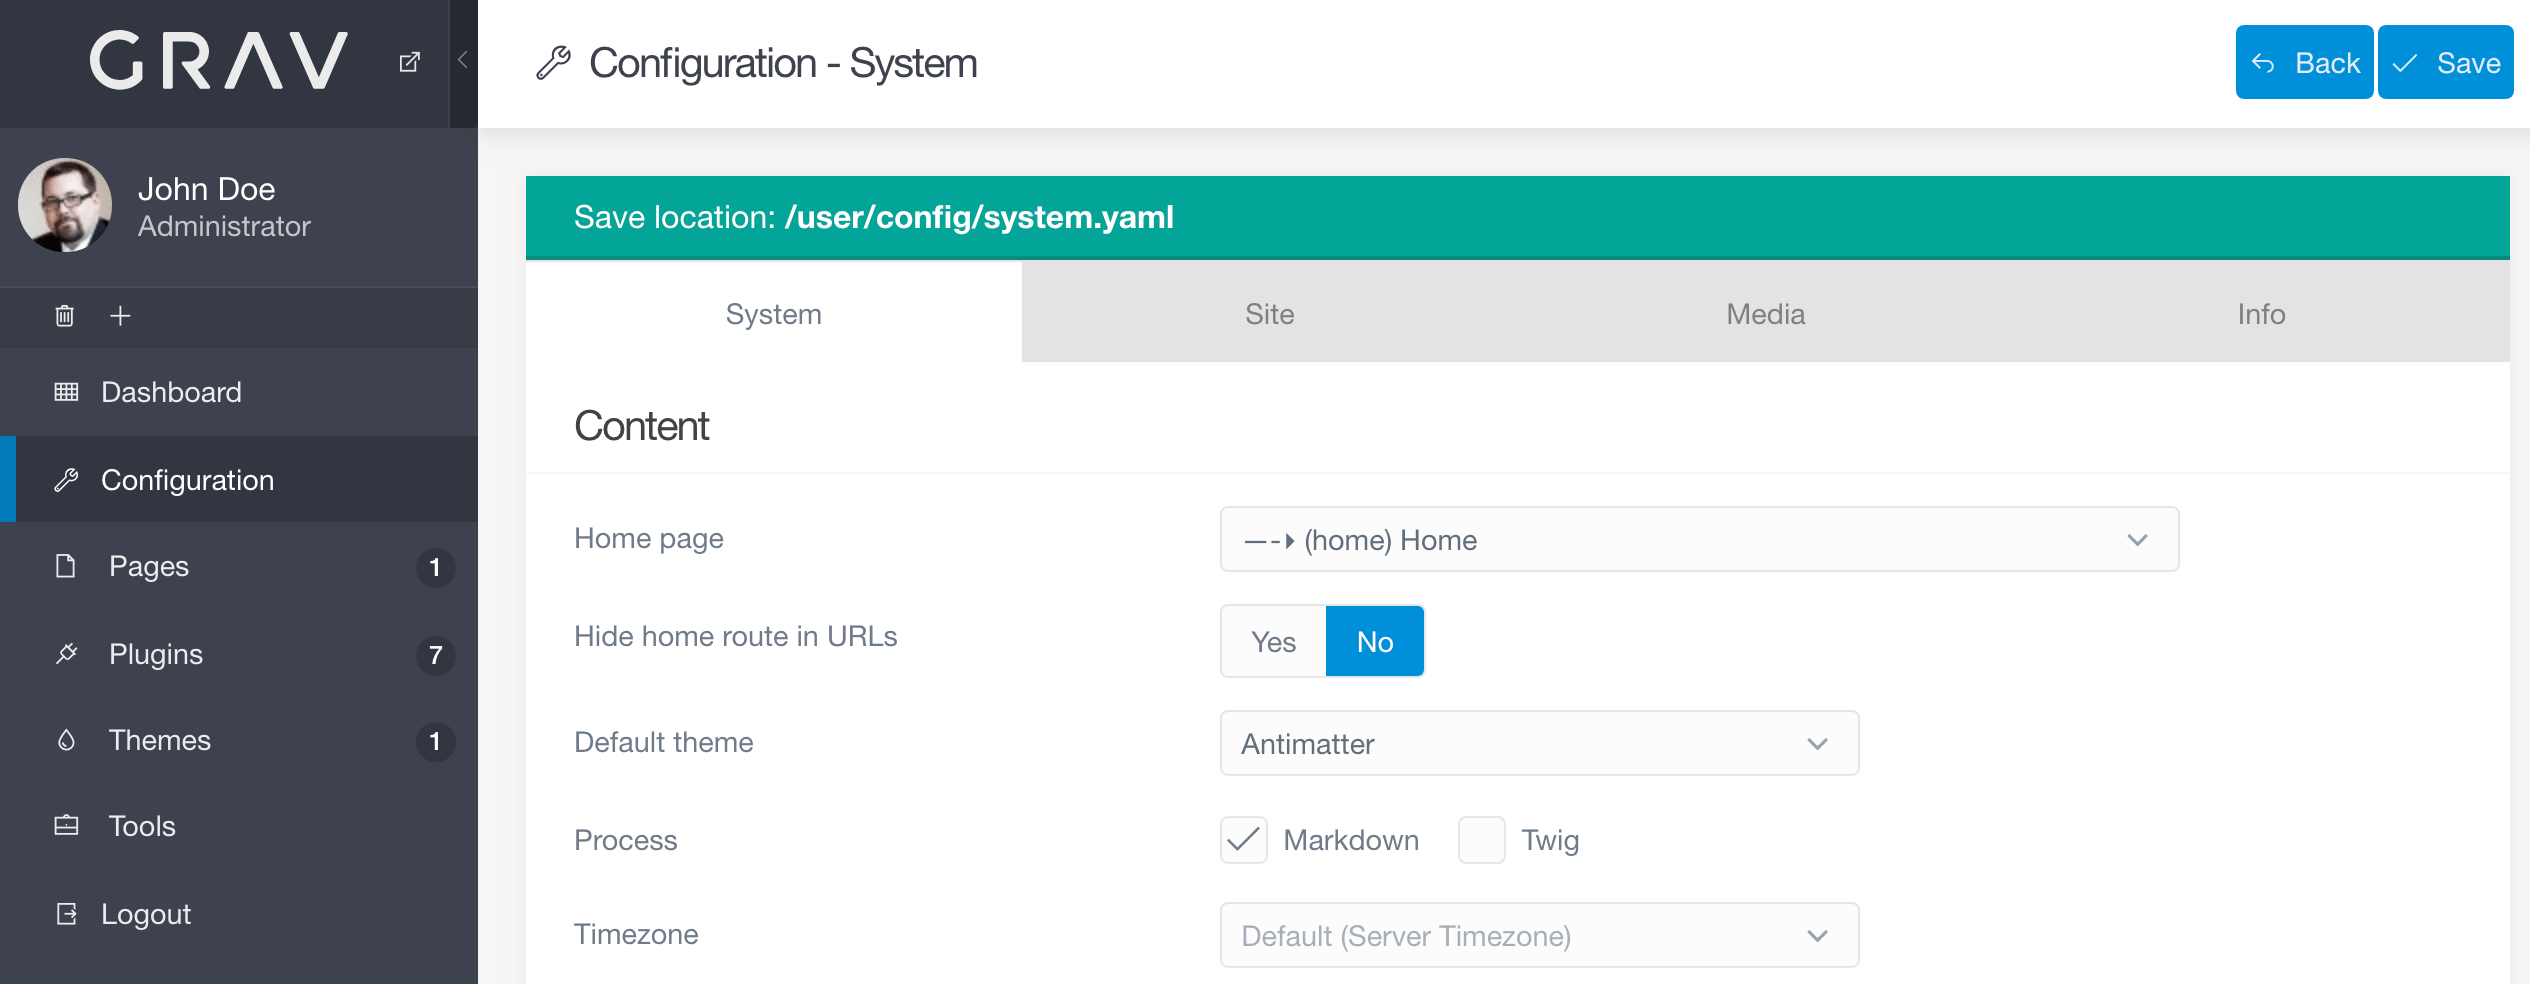 GRAV
Configuration - System
Back
Save
John Doe
Administrator
Dashboard
Configuration
Pages 1
Plugins 7
Themes 1
Tools
Logout
Save location: /user/config/system.yaml
System
Site
Media
Info
Content
Home page
(home) Home
Hide home route in URLs
Yes
No
Default theme
Antimatter
Process
Markdown
Twig
Timezone
Default (Server Timezone)